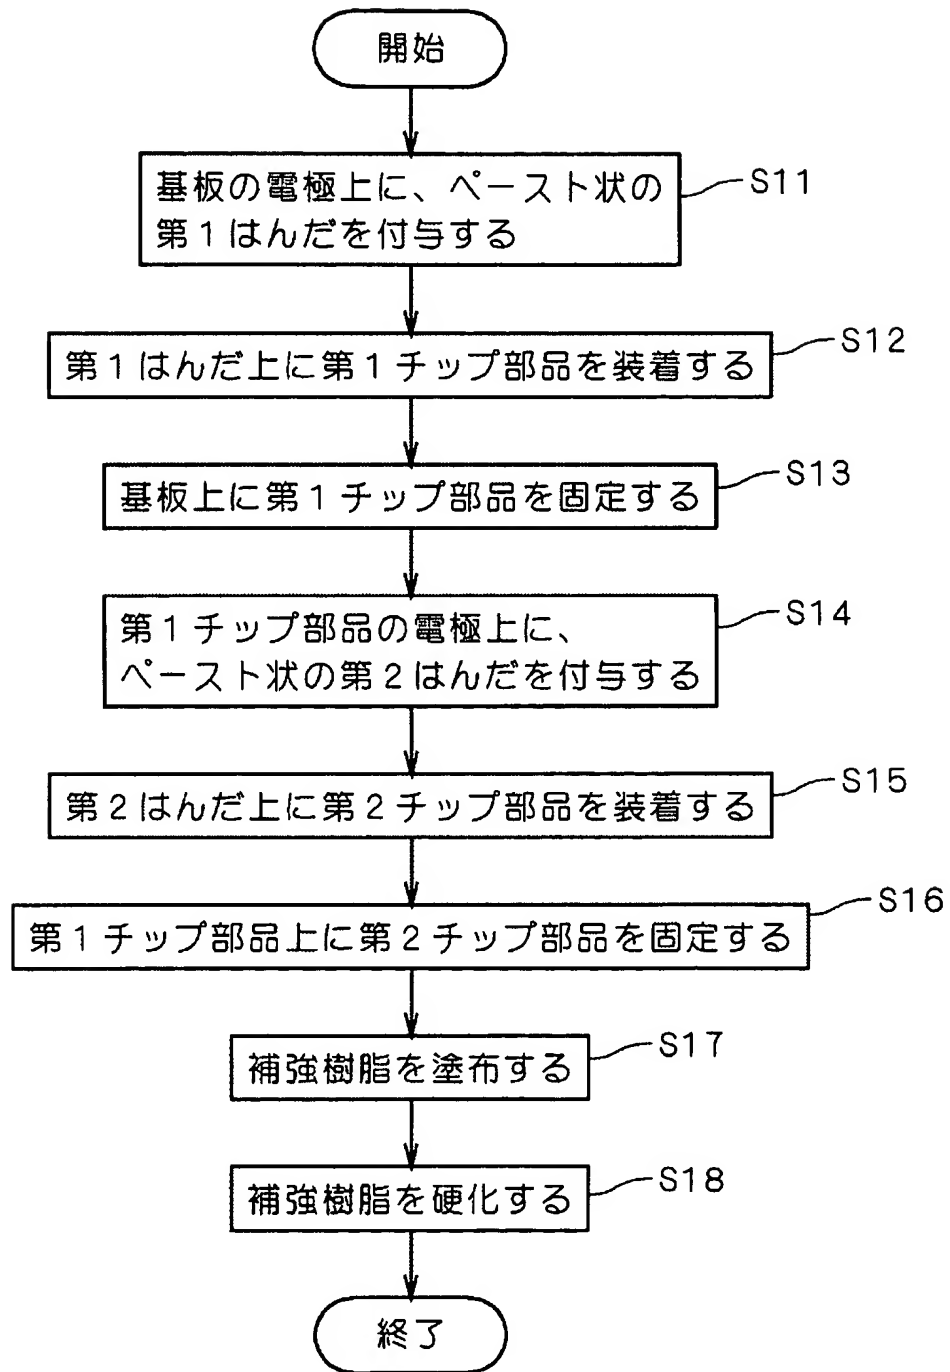 開始
基板の電極上に、ペースト状の
第1はんだを付与する
S11
第1はんだ上に第1チップ部品を装着する
S12
基板上に第1チップ部品を固定する
S13
第1チップ部品の電極上に、
ペースト状の第2はんだを付与する
S14
第2はんだ上に第2チップ部品を装着する
S15
第1チップ部品上に第2チップ部品を固定する
S16
補強樹脂を塗布する
S17
補強樹脂を硬化する
S18
終了